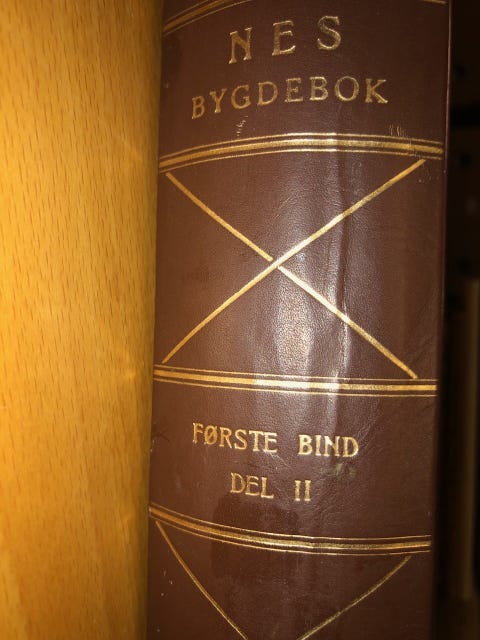 NES
BYGDEBOK
FØRSTE BIND
DEL II